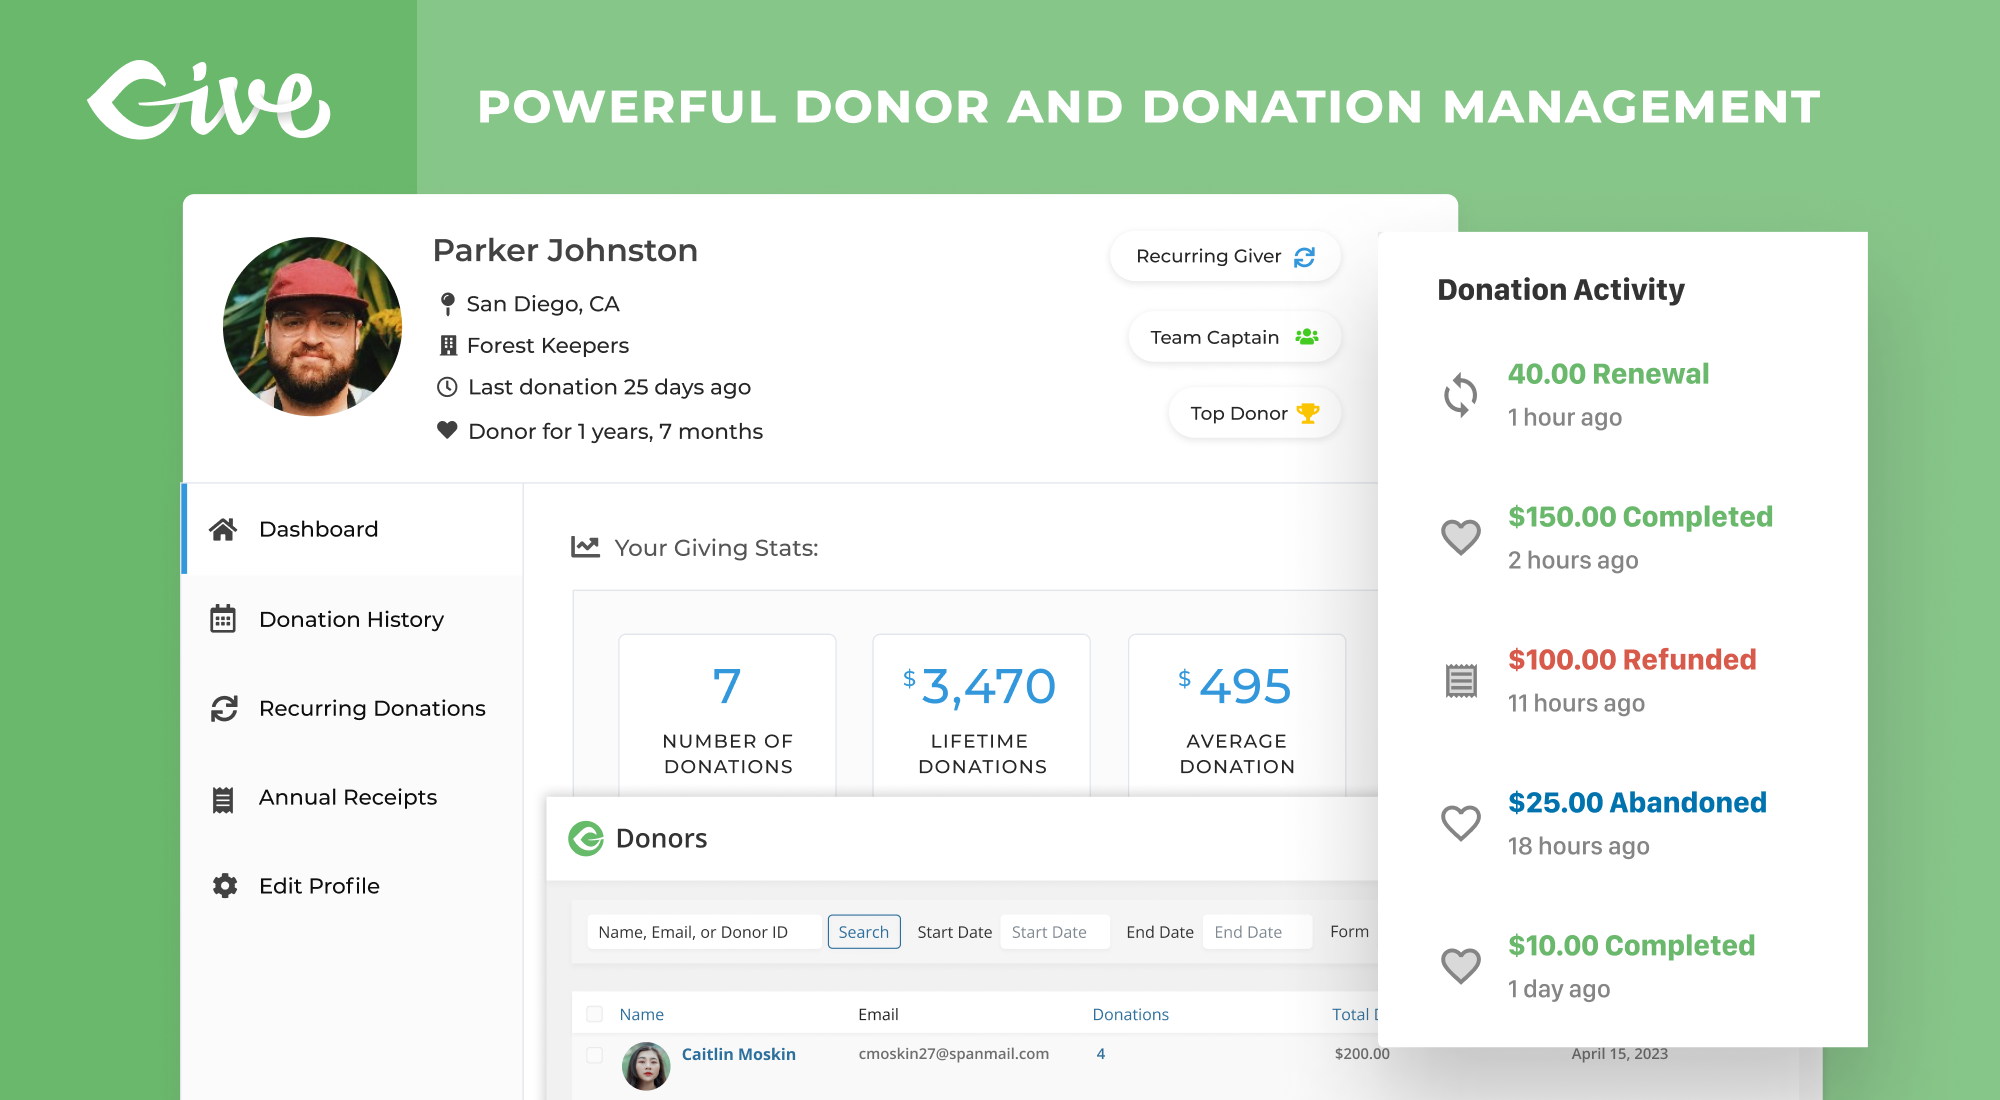 Give
POWERFUL DONOR AND DONATION MANAGEMENT
Parker Johnston
San Diego, CA
Forest Keepers
Last donation 25 days ago
Donor for 1 years, 7 months
Recurring Giver
Team Captain
Top Donor
Dashboard
Donation History
Recurring Donations
Annual Receipts
Edit Profile
Your Giving Stats:
7
NUMBER OF
DONATIONS
$3,470
LIFETIME
DONATIONS
$495
AVERAGE
DONATION
Donors
Name, Email, or Donor ID Search Start Date Start Date End Date End Date Form
Name Email Donations Total D
Caitlin Moskin cmoskin27@spanmail.com 4 $200.00 April 15, 2023
Donation Activity
40.00 Renewal
1 hour ago
$150.00 Completed
2 hours ago
$100.00 Refunded
11 hours ago
$25.00 Abandoned
18 hours ago
$10.00 Completed
1 day ago